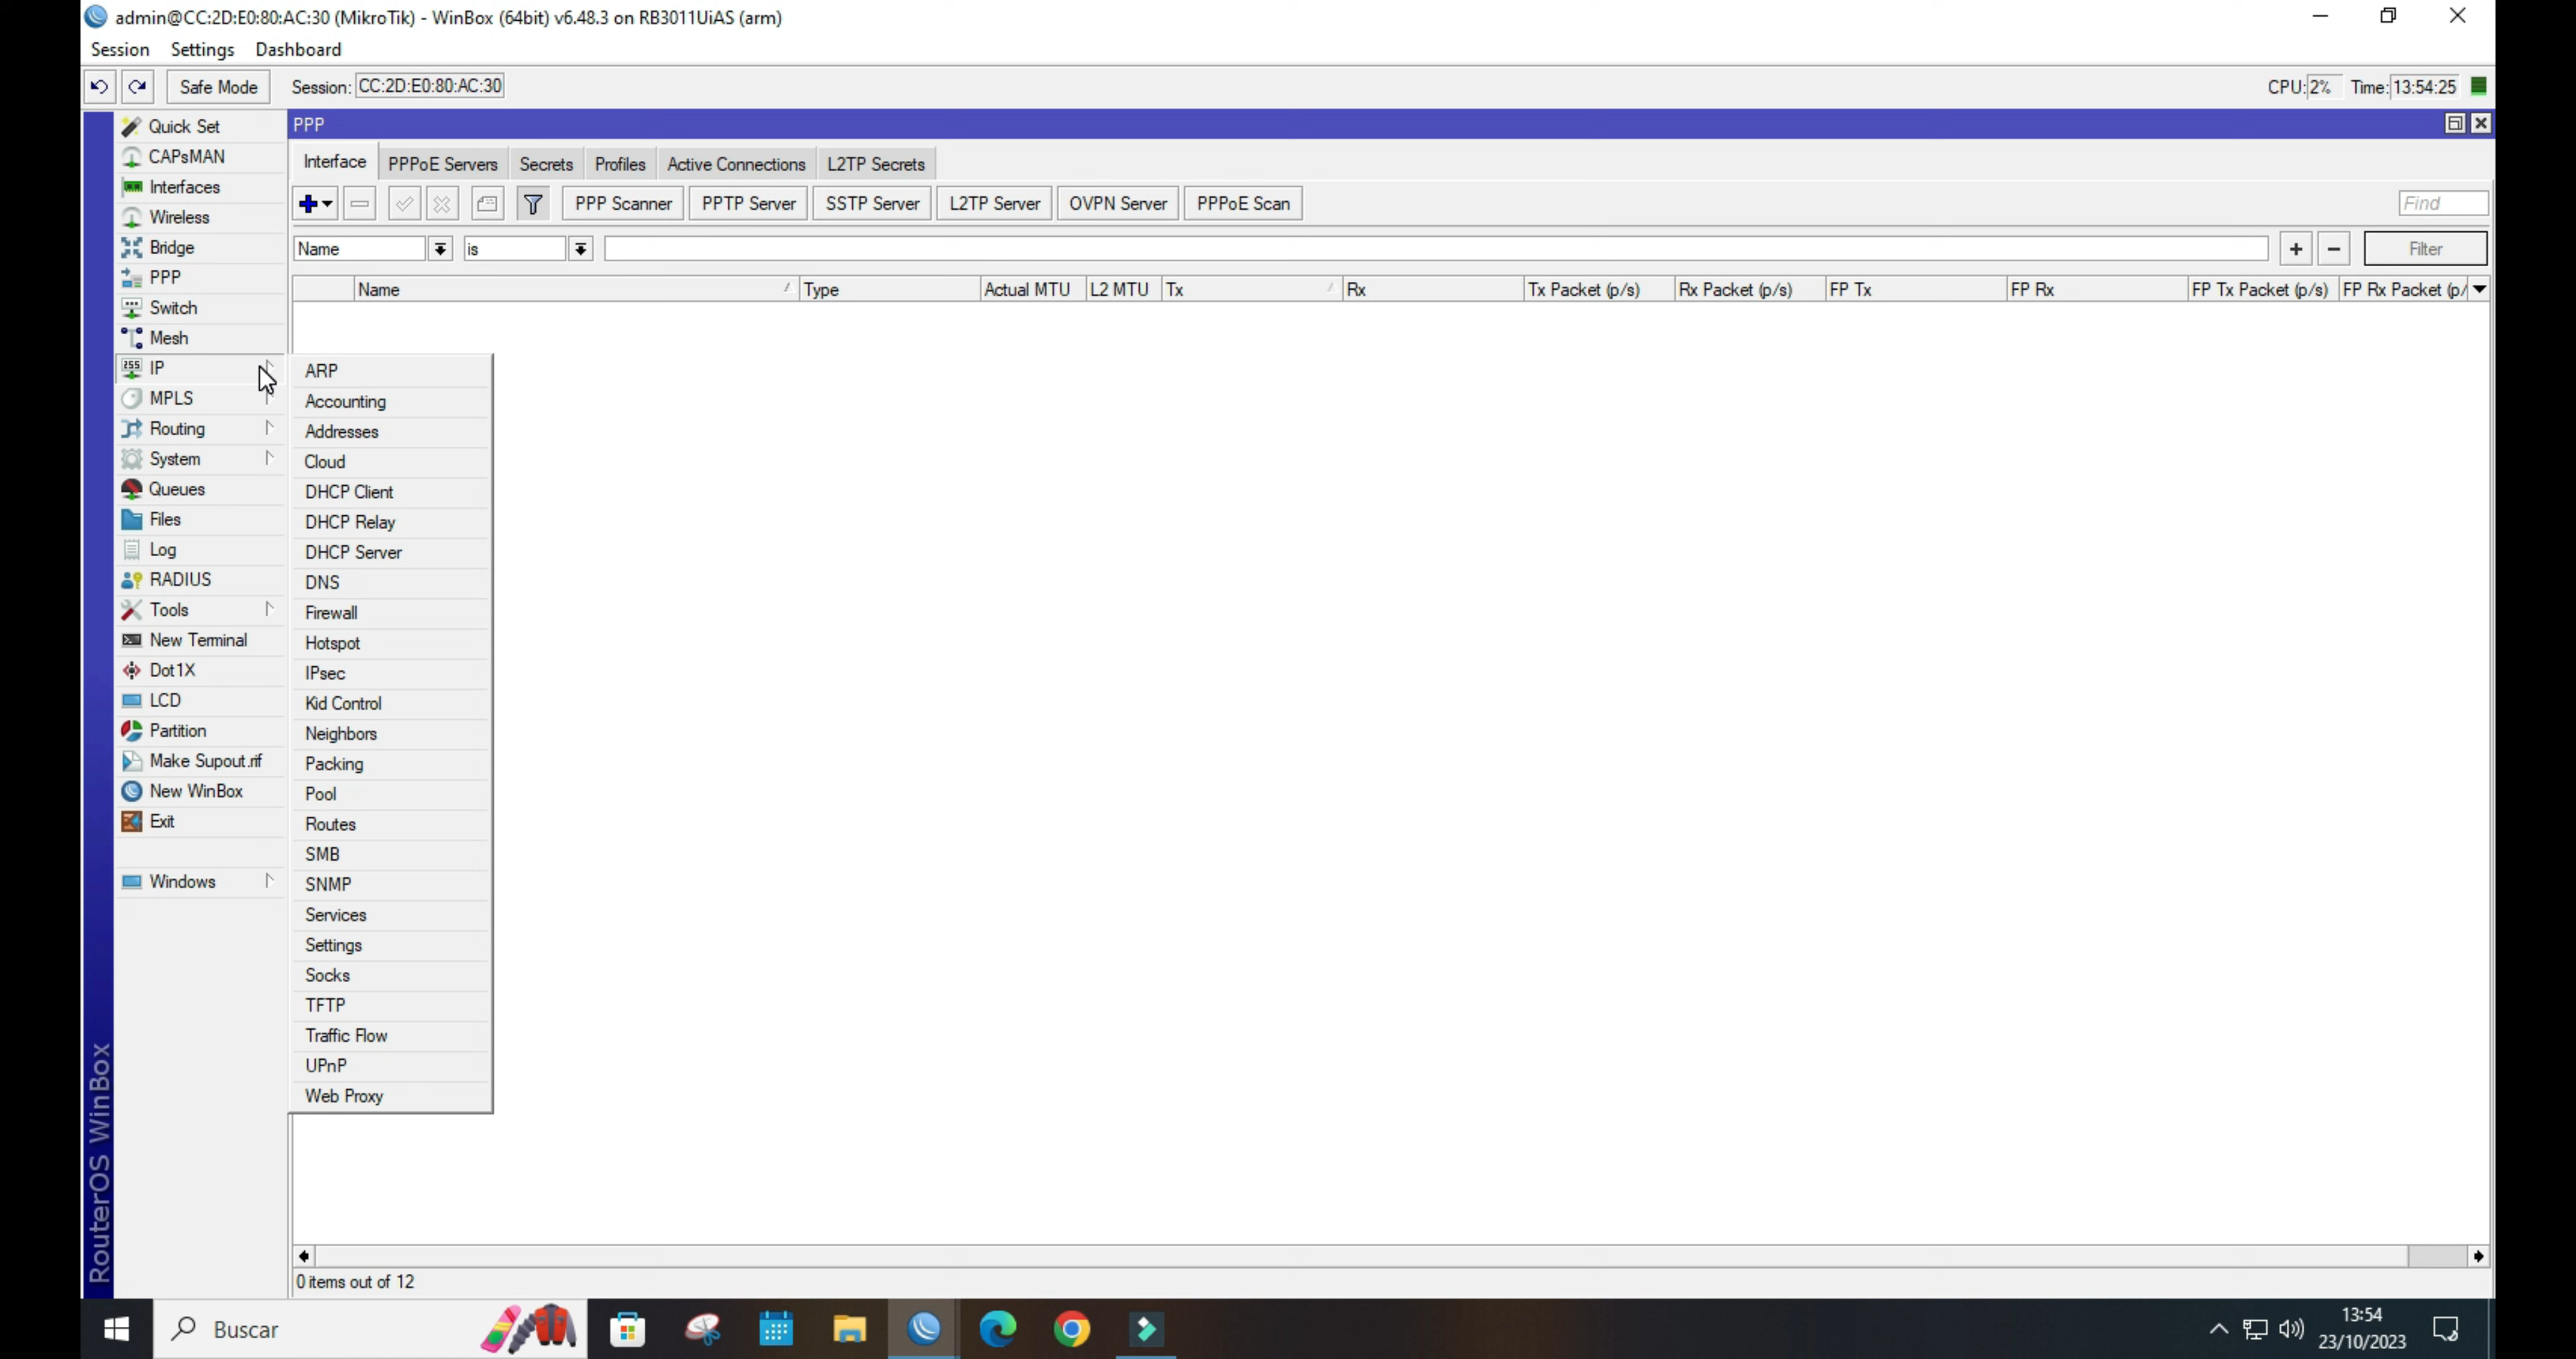 admin@CC:2D:E0:80:AC:30 (MikroTik) - WinBox (64bit) v6.48.3 on RB3011UiAS (arm)
Session Settings Dashboard
Safe Mode Session: CC:2D:E0:80:AC:30 CPU: 2% Time: 13:54:25
Quick Set
CAPsMAN
Interfaces
Wireless
Bridge
PPP
Switch
Mesh
IP
MPLS
Routing
System
Queues
Files
Log
RADIUS
Tools
New Terminal
Dot1X
LCD
Partition
Make Supout.rif
New WinBox
Exit
Windows
RouterOS WinBox
PPP
Interface PPPoE Servers Secrets Profiles Active Connections L2TP Secrets
PPP Scanner PPTP Server SSTP Server L2TP Server OVPN Server PPPoE Scan Find
Name is + - Filter
Name Type Actual MTU L2 MTU Tx Rx Tx Packet (p/s) Rx Packet (p/s) FP Tx FP Rx FP Tx Packet (p/s) FP Rx Packet (p/
ARP
Accounting
Addresses
Cloud
DHCP Client
DHCP Relay
DHCP Server
DNS
Firewall
Hotspot
IPsec
Kid Control
Neighbors
Packing
Pool
Routes
SMB
SNMP
Services
Settings
Socks
TFTP
Traffic Flow
UPnP
Web Proxy
0 items out of 12
Buscar
13:54
23/10/2023